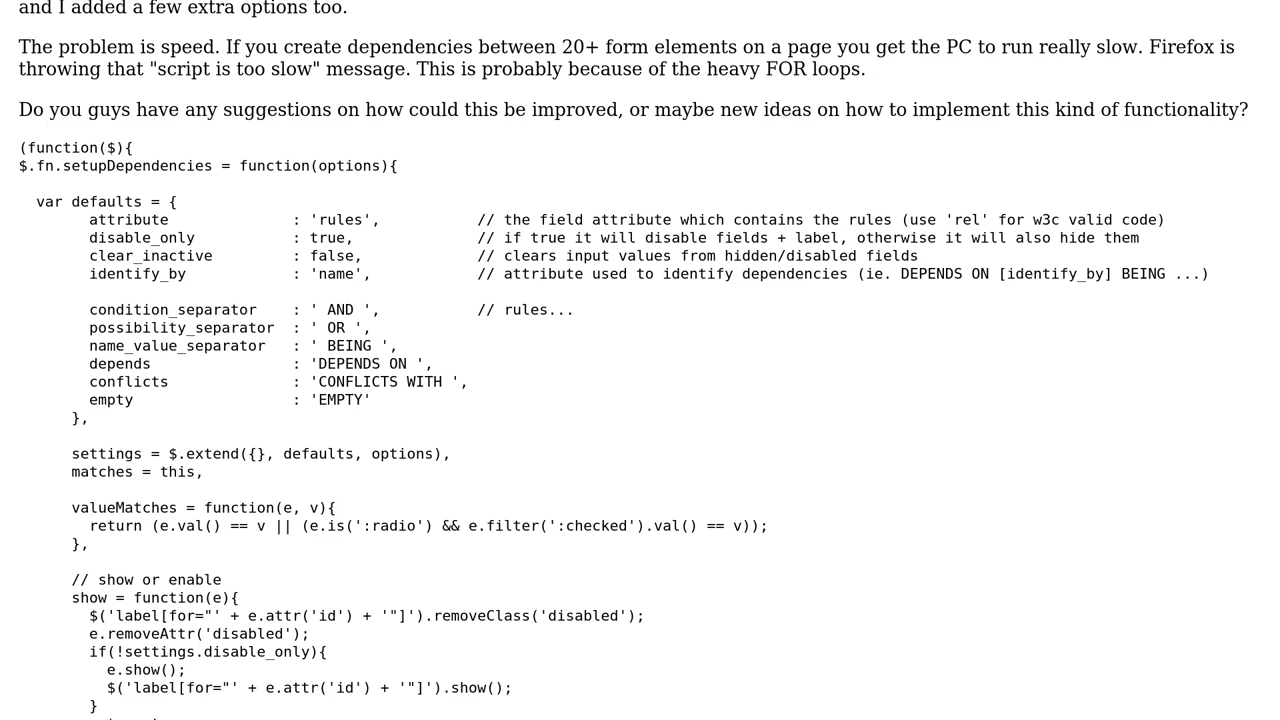 and I added a few extra options too.
The problem is speed. If you create dependencies between 20+ form elements on a page you get the PC to run really slow. Firefox is
throwing that "script is too slow" message. This is probably because of the heavy FOR loops.
Do you guys have any suggestions on how could this be improved, or maybe new ideas on how to implement this kind of functionality?
(function($){
$.fn.setupDependencies = function(options){
  var defaults = {
        attribute              : 'rules',           // the field attribute which contains the rules (use 'rel' for w3c valid code)
        disable_only           : true,              // if true it will disable fields + label, otherwise it will also hide them
        clear_inactive         : false,             // clears input values from hidden/disabled fields
        identify_by            : 'name',            // attribute used to identify dependencies (ie. DEPENDS ON [identify_by] BEING ...)
        condition_separator    : ' AND ',           // rules...
        possibility_separator  : ' OR ',
        name_value_separator   : ' BEING ',
        depends                : 'DEPENDS ON ',
        conflicts              : 'CONFLICTS WITH ',
        empty                  : 'EMPTY'
      },
      settings = $.extend({}, defaults, options),
      matches = this,
      valueMatches = function(e, v){
        return (e.val() == v || (e.is(':radio') && e.filter(':checked').val() == v));
      },
      // show or enable
      show = function(e){
        $('label[for="' + e.attr('id') + '"]').removeClass('disabled');
        e.removeAttr('disabled');
        if(!settings.disable_only){
          e.show();
          $('label[for="' + e.attr('id') + '"]').show();
        }